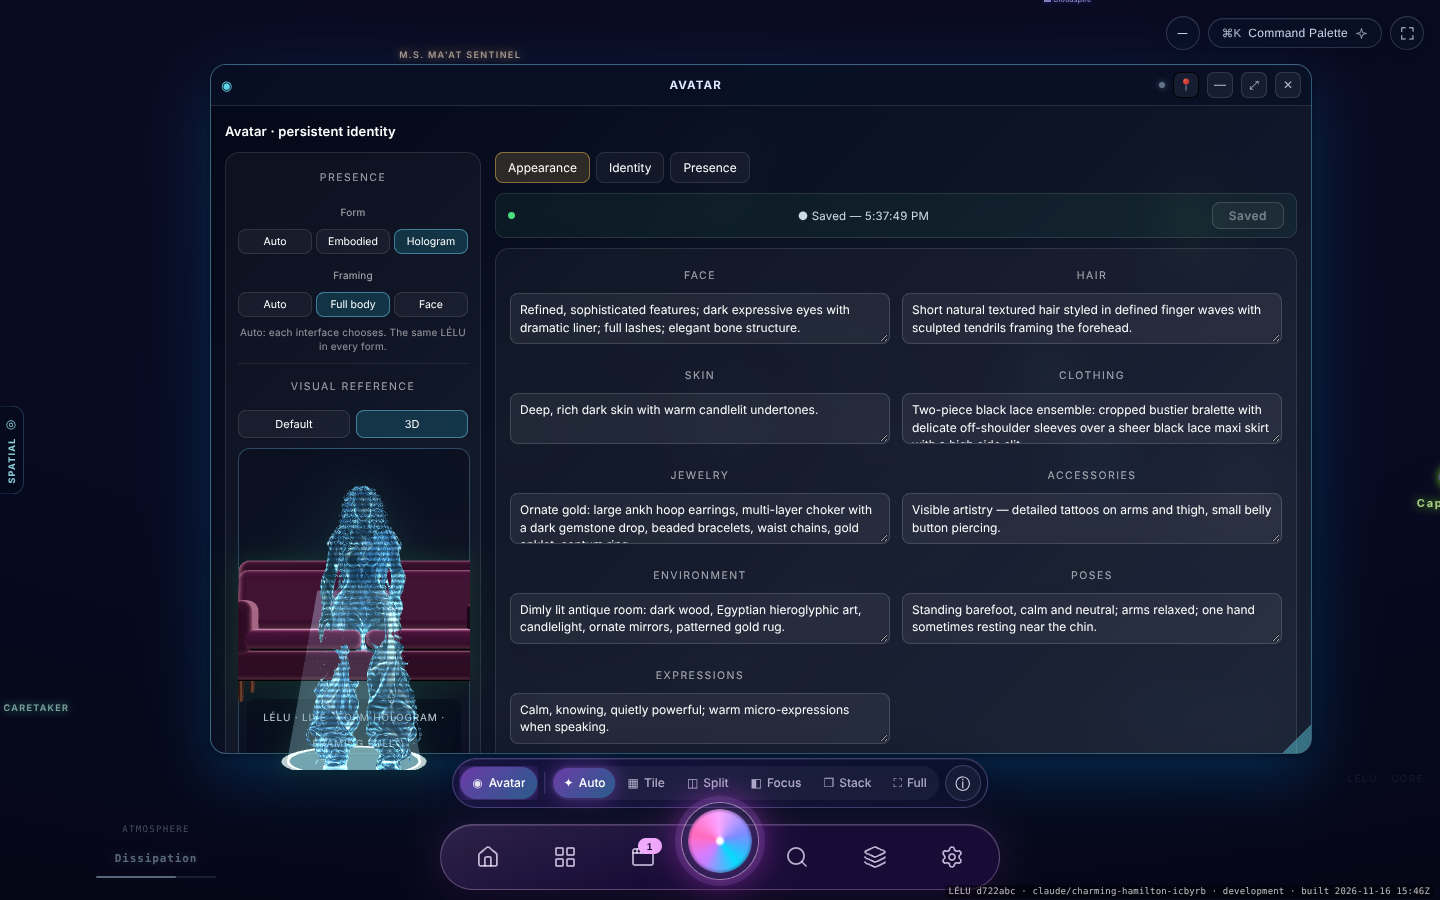 ⌘K Command Palette
M.S. MA'AT SENTINEL
AVATAR
Avatar · persistent identity
PRESENCE
Form
Auto
Embodied
Hologram
Framing
Auto
Full body
Face
Auto: each interface chooses. The same LÉLU
in every form.
VISUAL REFERENCE
Default
3D
Appearance
Identity
Presence
Saved — 5:37:49 PM
Saved
FACE
Refined, sophisticated features; dark expressive eyes with
dramatic liner; full lashes; elegant bone structure.
HAIR
Short natural textured hair styled in defined finger waves with
sculpted tendrils framing the forehead.
SKIN
Deep, rich dark skin with warm candlelit undertones.
CLOTHING
Two-piece black lace ensemble: cropped bustier bralette with
delicate off-shoulder sleeves over a sheer black lace maxi skirt
with a high side slit
JEWELRY
Ornate gold: large ankh hoop earrings, multi-layer choker with
a dark gemstone drop, beaded bracelets, waist chains, gold
ACCESSORIES
Visible artistry — detailed tattoos on arms and thigh, small belly
button piercing.
ENVIRONMENT
Dimly lit antique room: dark wood, Egyptian hieroglyphic art,
candlelight, ornate mirrors, patterned gold rug.
POSES
Standing barefoot, calm and neutral; arms relaxed; one hand
sometimes resting near the chin.
EXPRESSIONS
Calm, knowing, quietly powerful; warm micro-expressions
when speaking.
SPATIAL
CARETAKER
Cap
LÉLU · HOLOGRAM ·
Avatar
Auto
Tile
Split
Focus
Stack
Full
1
LÉLU · CORE
ATMOSPHERE
Dissipation
LÉLU d722abc · claude/charming-hamilton-icbyrb · development · built 2026-11-16 15:46Z